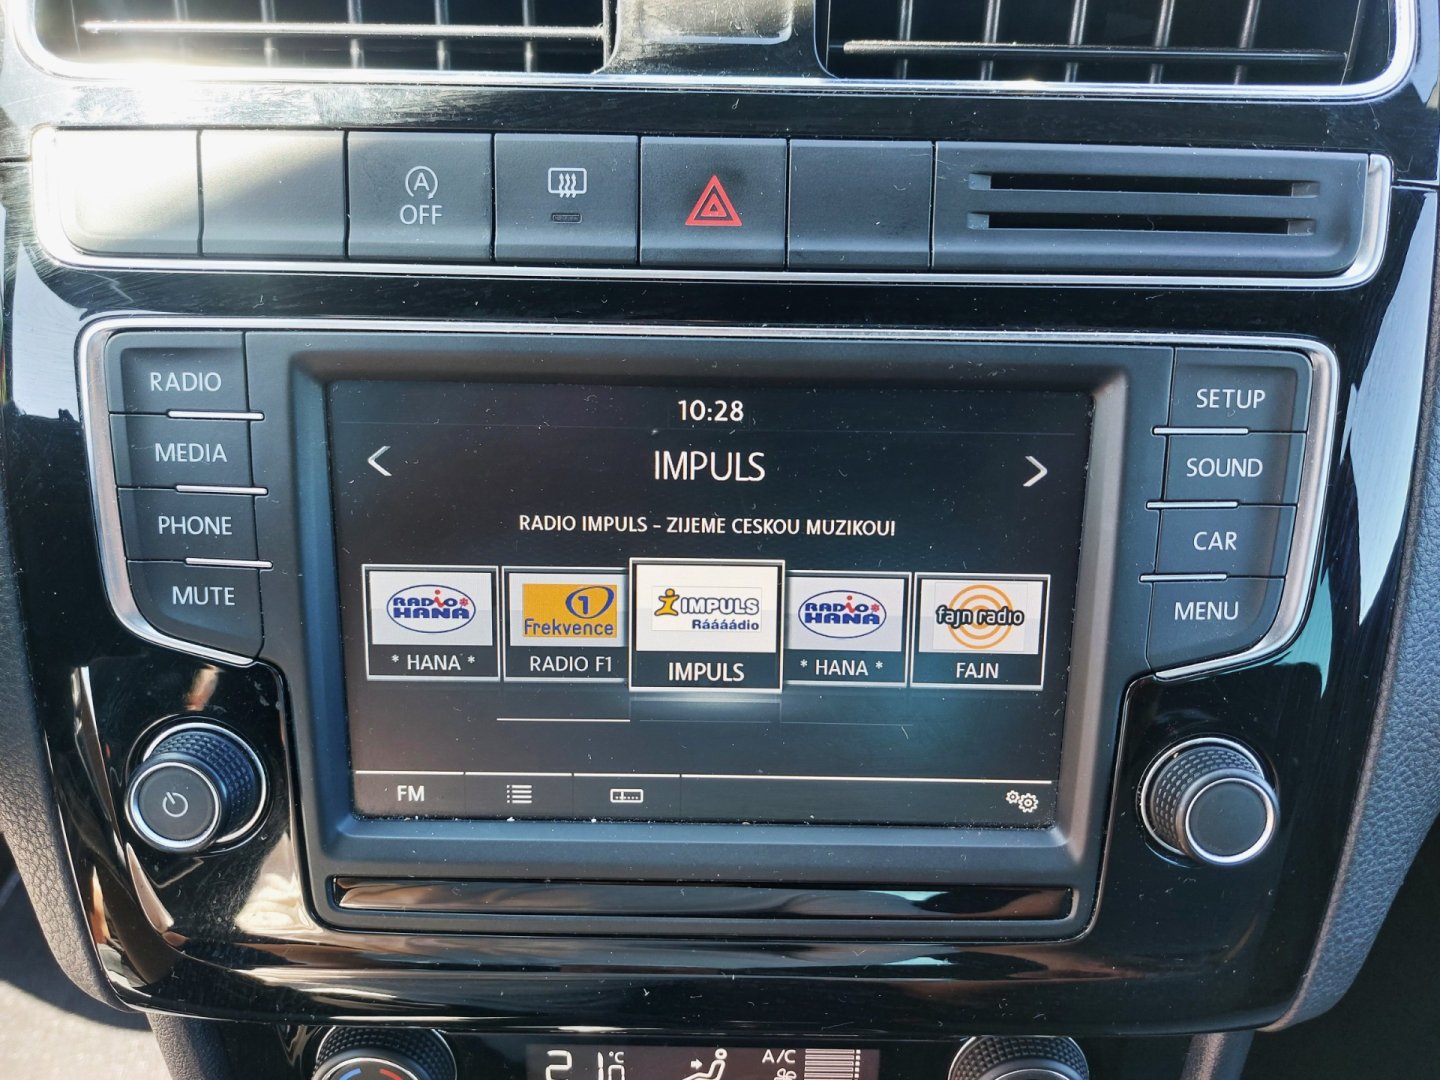 A
OFF
RADIO
MEDIA
PHONE
MUTE
SETUP
SOUND
CAR
MENU
10:28
< IMPULS >
RADIO IMPULS - ZIJEME CESKOU MUZIKOU!
RADIO HANA
* HANA *
1 Frekvence
RADIO F1
IMPULS
Ráááádio
IMPULS
RADIO HANA
* HANA *
fajn radio
FAJN
FM
A/C